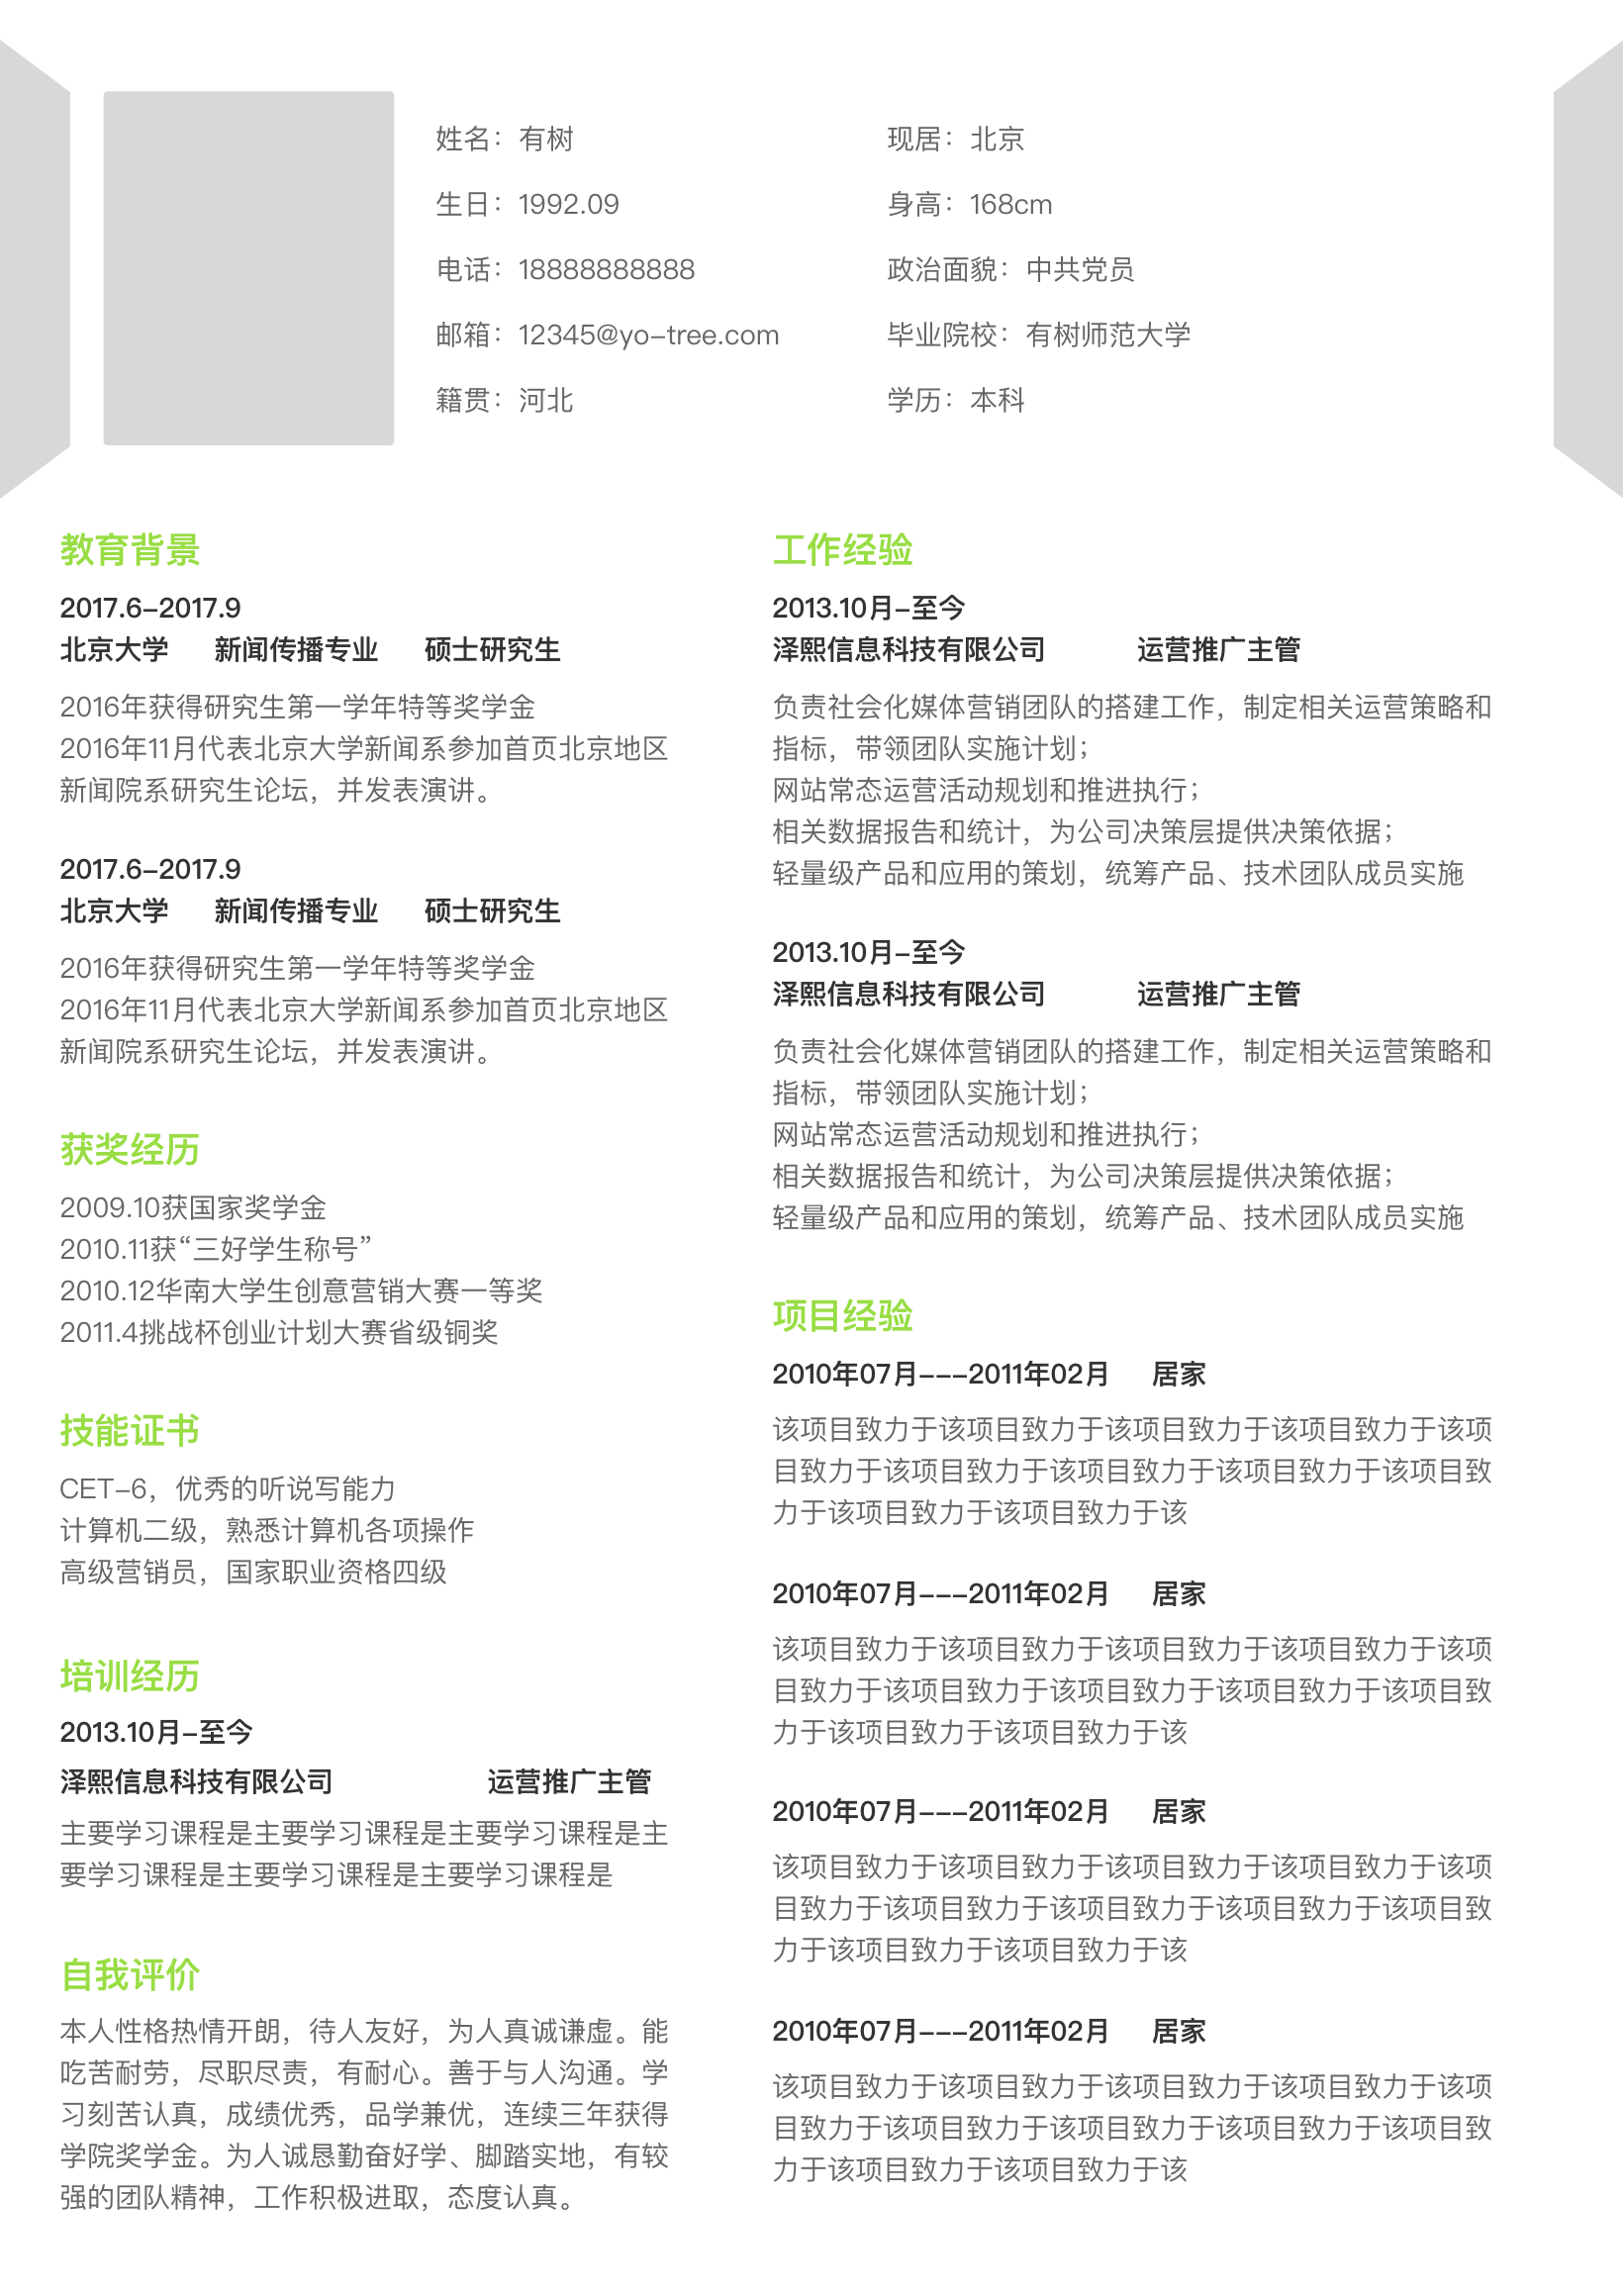 姓名：有树
生日：1992.09
电话：18888888888
邮箱：12345@yo-tree.com
籍贯：河北
现居：北京
身高：168cm
政治面貌：中共党员
毕业院校：有树师范大学
学历：本科
教育背景
2017.6-2017.9
北京大学 新闻传播专业 硕士研究生
2016年获得研究生第一学年特等奖学金
2016年11月代表北京大学新闻系参加首页北京地区
新闻院系研究生论坛，并发表演讲。
2017.6-2017.9
北京大学 新闻传播专业 硕士研究生
2016年获得研究生第一学年特等奖学金
2016年11月代表北京大学新闻系参加首页北京地区
新闻院系研究生论坛，并发表演讲。
获奖经历
2009.10获国家奖学金
2010.11获“三好学生称号”
2010.12华南大学生创意营销大赛一等奖
2011.4挑战杯创业计划大赛省级铜奖
技能证书
CET-6，优秀的听说写能力
计算机二级，熟悉计算机各项操作
高级营销员，国家职业资格四级
培训经历
2013.10月-至今
泽熙信息科技有限公司 运营推广主管
主要学习课程是主要学习课程是主要学习课程是主
要学习课程是主要学习课程是主要学习课程是
自我评价
本人性格热情开朗，待人友好，为人真诚谦虚。能
吃苦耐劳，尽职尽责，有耐心。善于与人沟通。学
习刻苦认真，成绩优秀，品学兼优，连续三年获得
学院奖学金。为人诚恳勤奋好学、脚踏实地，有较
强的团队精神，工作积极进取，态度认真。
工作经验
2013.10月-至今
泽熙信息科技有限公司 运营推广主管
负责社会化媒体营销团队的搭建工作，制定相关运营策略和
指标，带领团队实施计划；
网站常态运营活动规划和推进执行；
相关数据报告和统计，为公司决策层提供决策依据；
轻量级产品和应用的策划，统筹产品、技术团队成员实施
2013.10月-至今
泽熙信息科技有限公司 运营推广主管
负责社会化媒体营销团队的搭建工作，制定相关运营策略和
指标，带领团队实施计划；
网站常态运营活动规划和推进执行；
相关数据报告和统计，为公司决策层提供决策依据；
轻量级产品和应用的策划，统筹产品、技术团队成员实施
项目经验
2010年07月---2011年02月 居家
该项目致力于该项目致力于该项目致力于该项目致力于该项
目致力于该项目致力于该项目致力于该项目致力于该项目致
力于该项目致力于该项目致力于该
2010年07月---2011年02月 居家
该项目致力于该项目致力于该项目致力于该项目致力于该项
目致力于该项目致力于该项目致力于该项目致力于该项目致
力于该项目致力于该项目致力于该
2010年07月---2011年02月 居家
该项目致力于该项目致力于该项目致力于该项目致力于该项
目致力于该项目致力于该项目致力于该项目致力于该项目致
力于该项目致力于该项目致力于该
2010年07月---2011年02月 居家
该项目致力于该项目致力于该项目致力于该项目致力于该项
目致力于该项目致力于该项目致力于该项目致力于该项目致
力于该项目致力于该项目致力于该